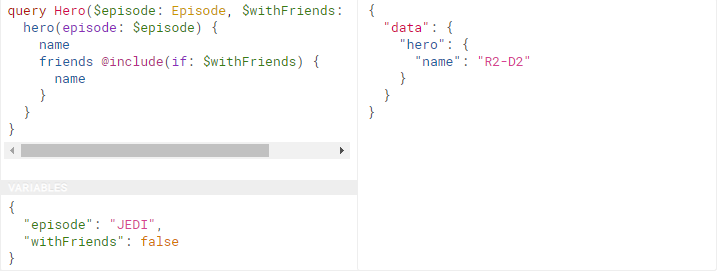 query Hero($episode: Episode, $withFriends:
  hero(episode: $episode) {
    name
    friends @include(if: $withFriends) {
      name
    }
  }
}
VARIABLES
{
  "episode": "JEDI",
  "withFriends": false
}
{
  "data": {
    "hero": {
      "name": "R2-D2"
    }
  }
}